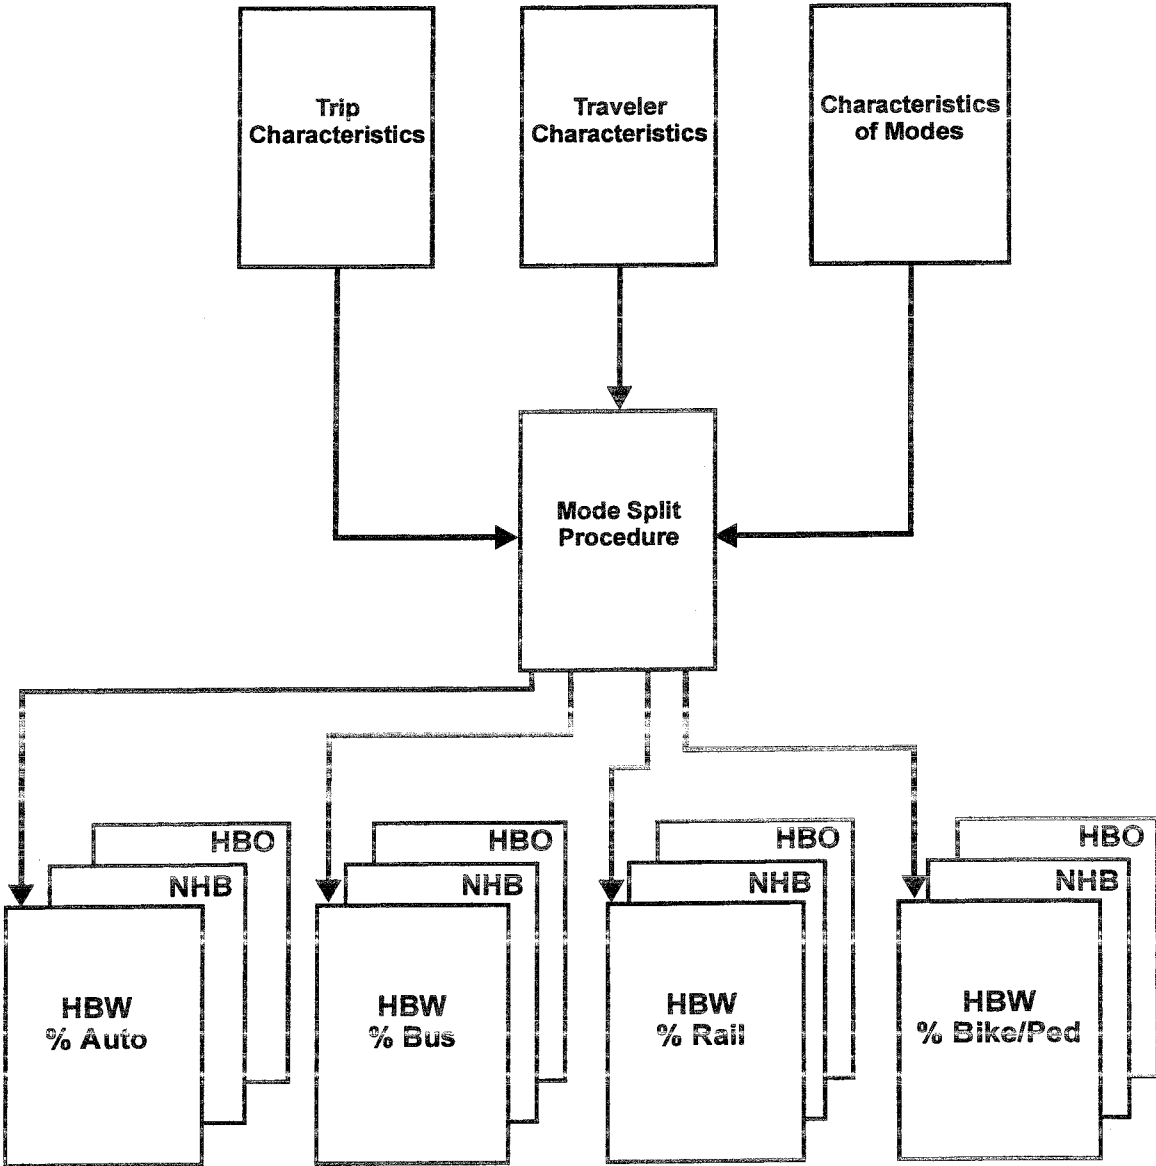 Trip
Characteristics
Traveler
Characteristics
Characteristics
of Modes
Mode Split
Procedure
HBO
NHB
HBW
% Auto
HBO
NHB
HBW
% Bus
HBO
NHB
HBW
% Rail
HBO
NHB
HBW
% Bike/Ped